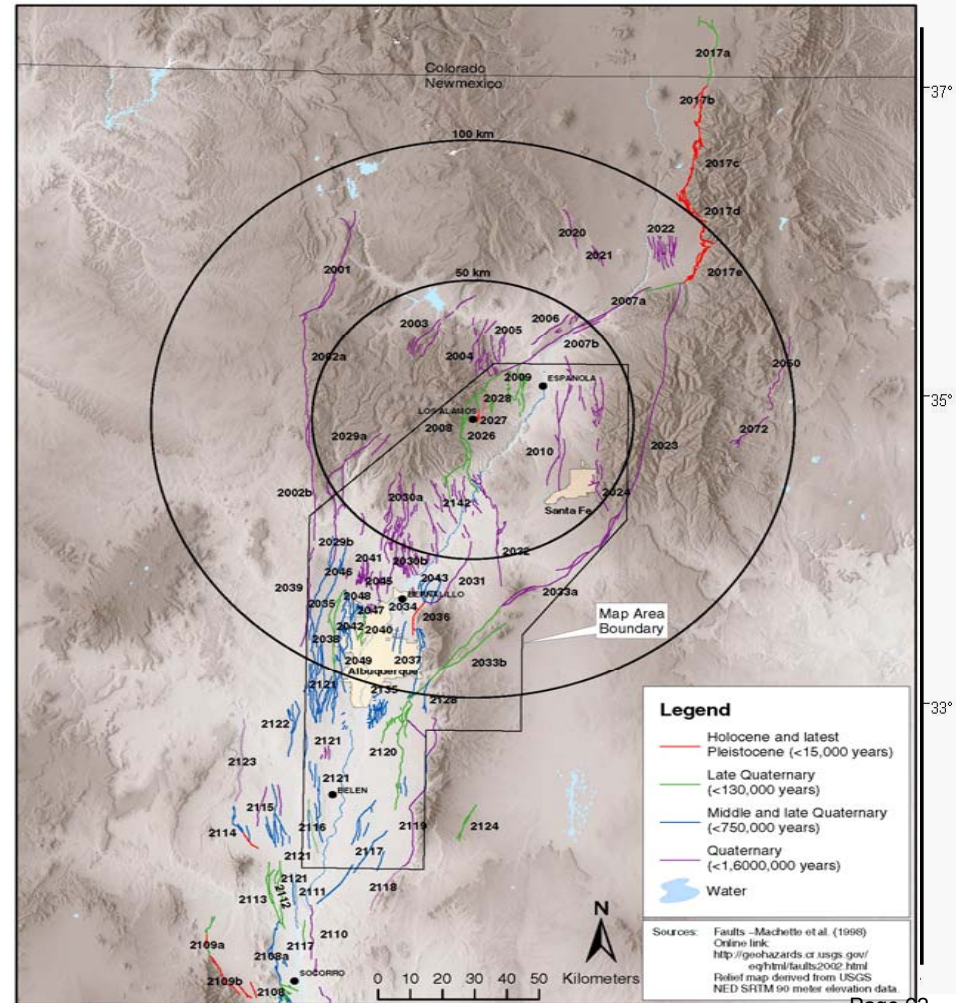 Colorado
Newmexico
2017a
37°
2017b
100 km
2017c
2017d
2020
2022
2021
2001
50 km
2017e
2007a
2003
2005
2006
2007b
2002a
2004
2050
2009
ESPANOLA
2028
35°
LOS ALAMOS
2027
2008
2026
2029a
2010
2023
2072
2002b
2030a
2142
2024
Santa Fe
2029b
2032
2041
2030b
2046
2045
2043
2031
2039
2048
BERNALILLO
2033a
2035
2047
2034
2036
2042
2040
2038
Map Area
Boundary
2049
2037
2033b
Albuquerque
2121
2135
2128
33°
2122
2121
2120
2123
2121
BELEN
2115
2114
2116
2119
2124
2121
2117
2121
2118
2113
2112
2111
2110
2109a
2117
2108a
SOCORRO
2109b
2108
N
0 10 20 30 40 50
Kilometers
Legend
Holocene and latest
Pleistocene (<15,000 years)
Late Quaternary
(<130,000 years)
Middle and late Quaternary
(<750,000 years)
Quaternary
(<1,6000,000 years)
Water
Sources: Faults -Machette et al. (1998)
Online link:
http://geohazards.cr.usgs.gov/
eq/html/faults2002.html
Relief map derived from USGS
NED SRTM 90 meter elevation data.